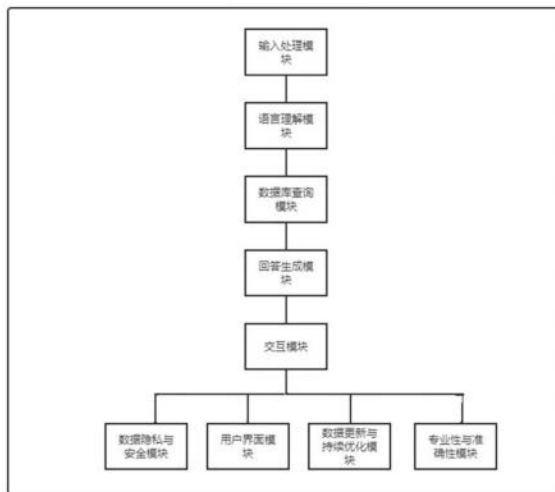 输入处理模
块
语言理解模
块
数据库查询
模块
回答生成模
块
交互模块
数据隐私与
安全模块
用户界面模
块
数据更新与
持续优化模
块
专业性与准
确性模块